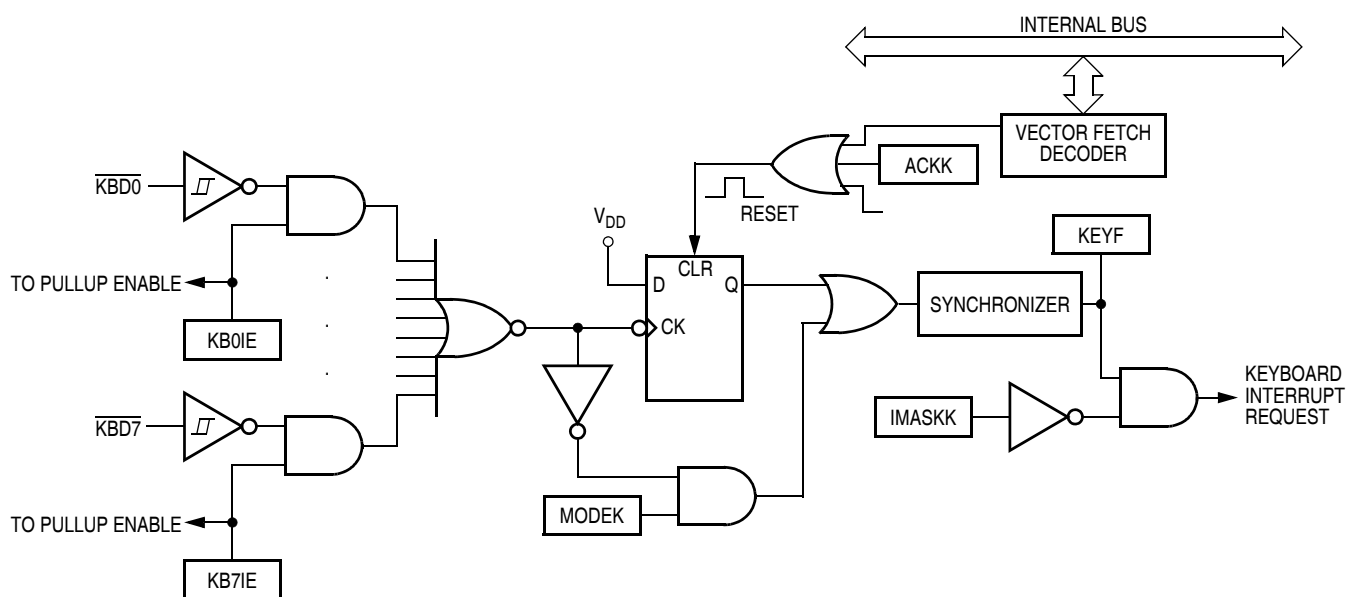 INTERNAL BUS
VECTOR FETCH
DECODER
ACKK
KBD0
RESET
VDD
KEYF
CLR
TO PULLUP ENABLE
D
Q
SYNCHRONIZER
CK
KB0IE
KEYBOARD
INTERRUPT
REQUEST
IMASKK
KBD7
MODEK
TO PULLUP ENABLE
KB7IE